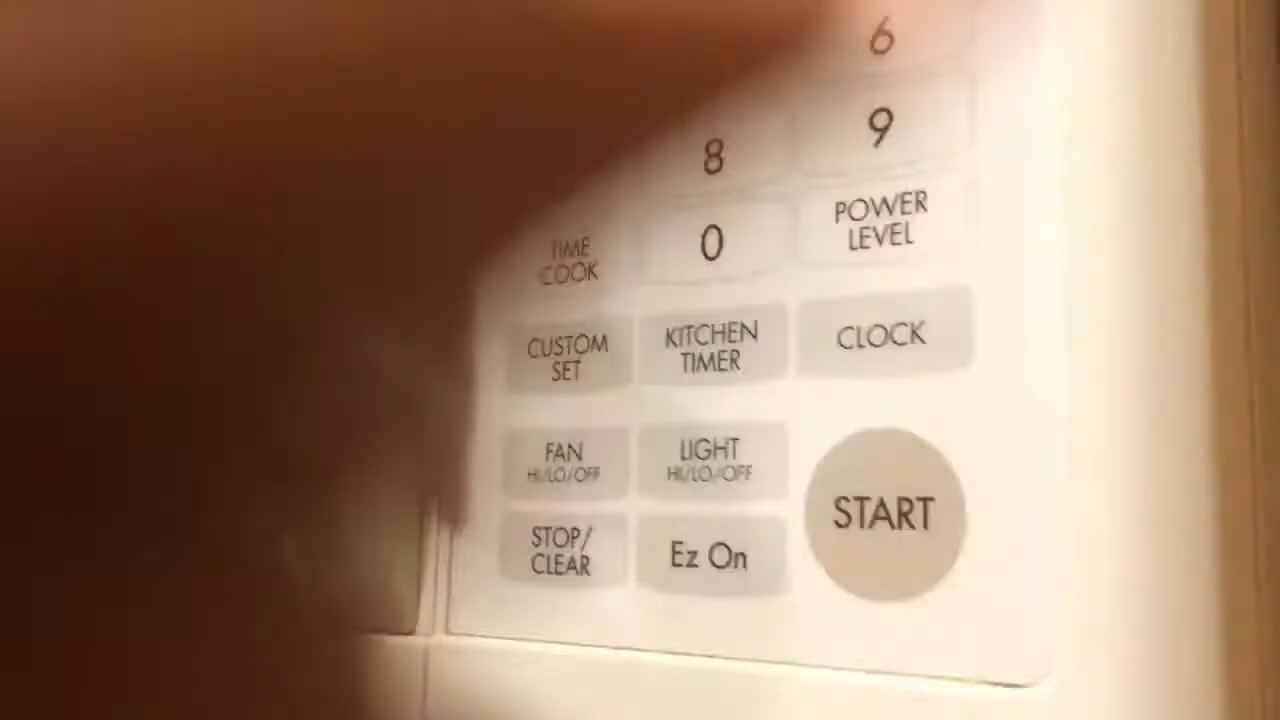 6
9
8
POWER
LEVEL
0
TIME
COOK
CUSTOM
SET
KITCHEN
TIMER
CLOCK
FAN
HI/LO/OFF
LIGHT
HI/LO/OFF
START
STOP/
CLEAR
Ez On